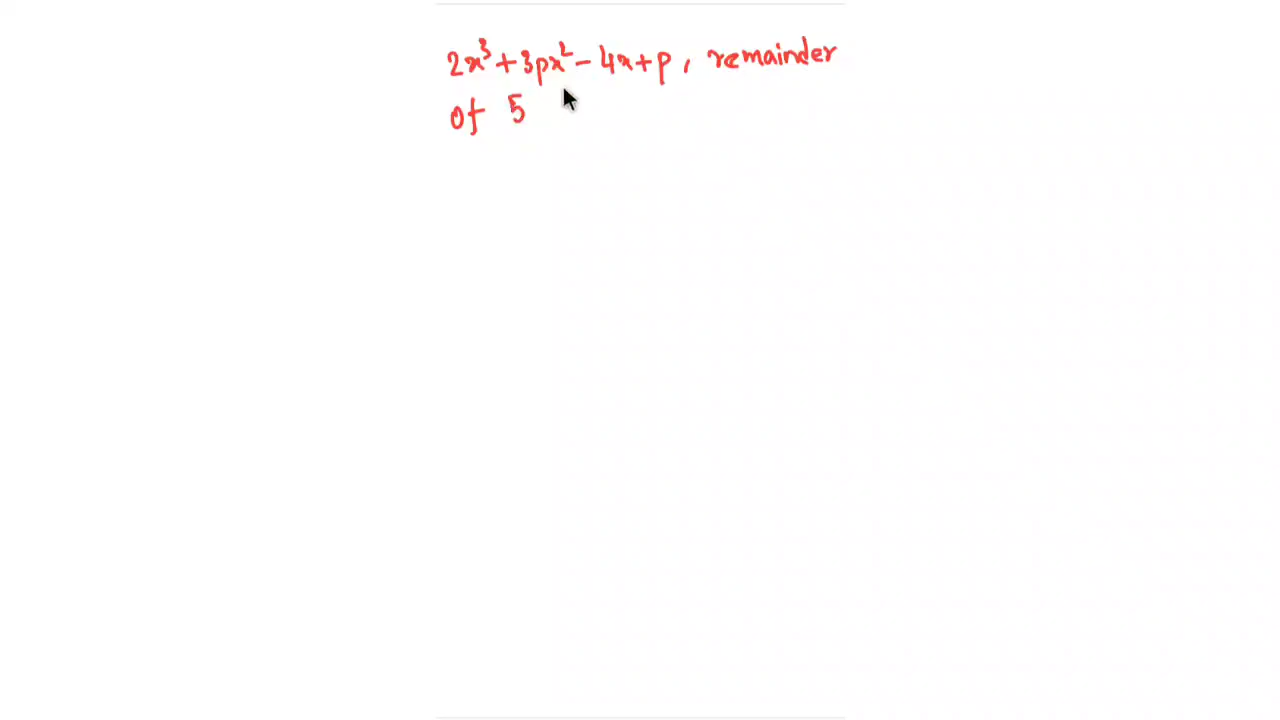 2x³ + 3px² - 4x + p, remainder
of 5